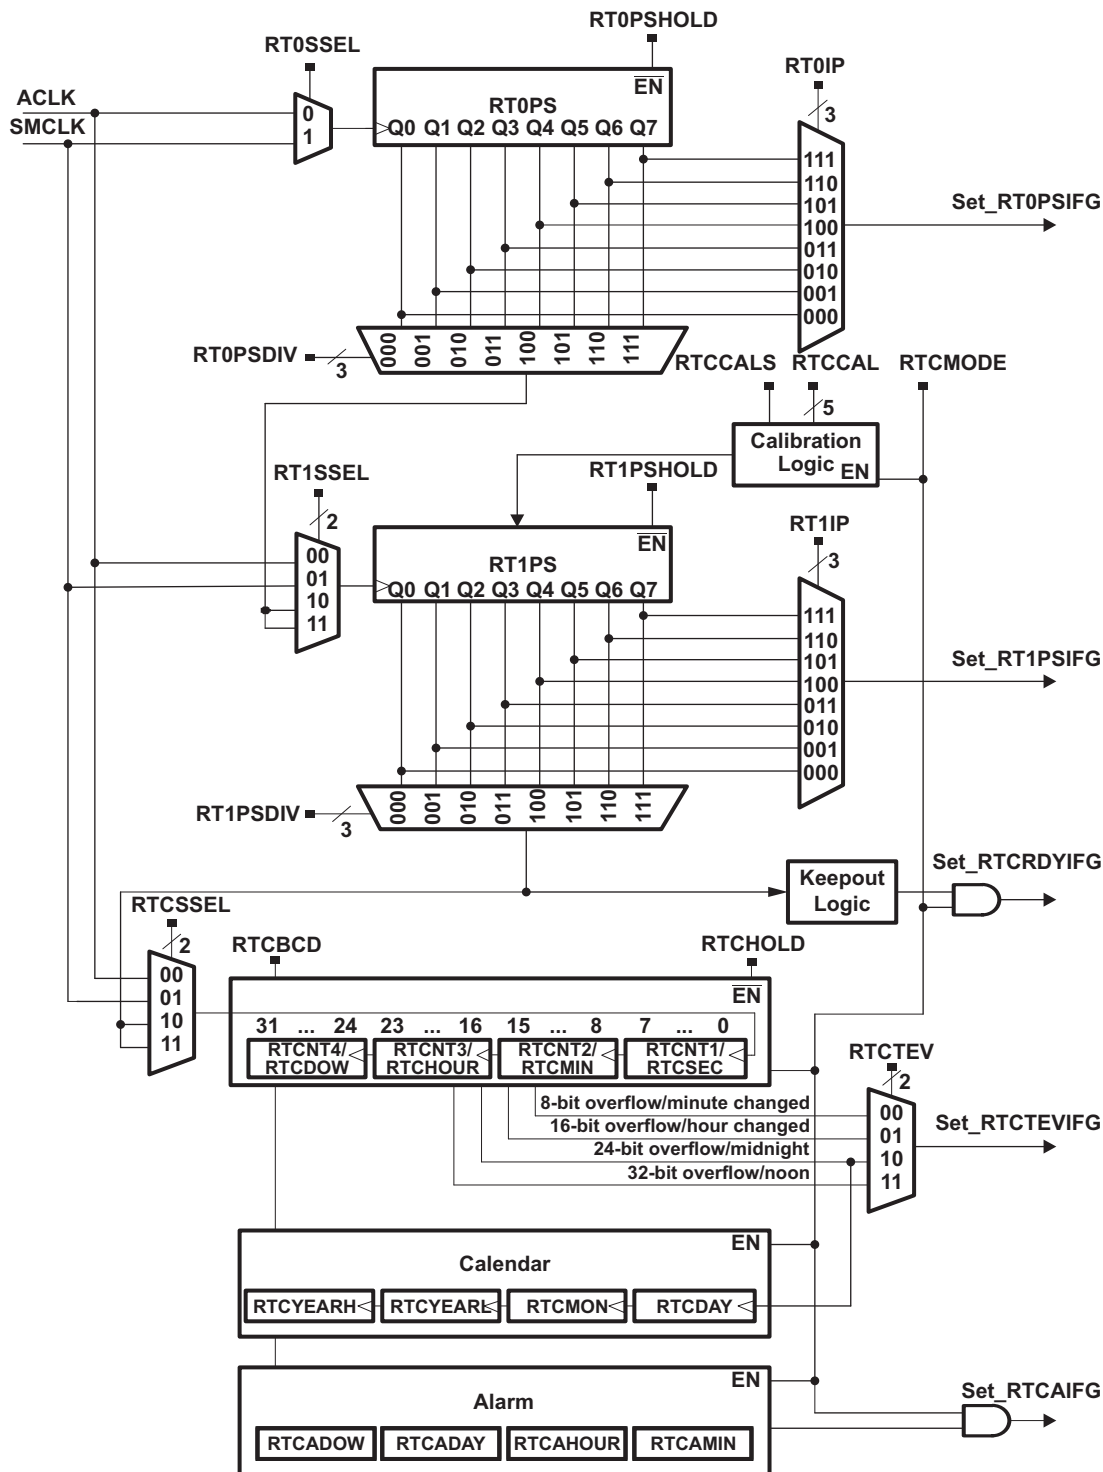 RT0PSHOLD
RT0SSEL
RT0IP
ACLK
SMCLK
0
1
EN
RT0PS
Q0 Q1 Q2 Q3 Q4 Q5 Q6 Q7
3
111
110
101
100
011
010
001
000
Set_RT0PSIFG
RT0PSDIV
3
000 001 010 011 100 101 110 111
RTCCALS RTCCAL RTCMODE
5
Calibration
Logic EN
RT1SSEL
2
RT1PSHOLD
RT1IP
3
00
01
10
11
EN
RT1PS
Q0 Q1 Q2 Q3 Q4 Q5 Q6 Q7
111
110
101
100
011
010
001
000
Set_RT1PSIFG
RT1PSDIV
3
000 001 010 011 100 101 110 111
Keepout
Logic
Set_RTCRDYIFG
RTCSSEL
2
00
01
10
11
RTCBCD
RTCHOLD
EN
31 ... 24 23 ... 16 15 ... 8 7 ... 0
RTCNT4/
RTCDOW
RTCNT3/
RTCHOUR
RTCNT2/
RTCMIN
RTCNT1/
RTCSEC
RTCTEV
2
8-bit overflow/minute changed
16-bit overflow/hour changed
24-bit overflow/midnight
32-bit overflow/noon
00
01
10
11
Set_RTCTEVIFG
EN
Calendar
RTCYEARH RTCYEARL RTCMON RTCDAY
EN
Alarm
RTCADOW RTCADAY RTCAHOUR RTCAMIN
Set_RTCAIFG